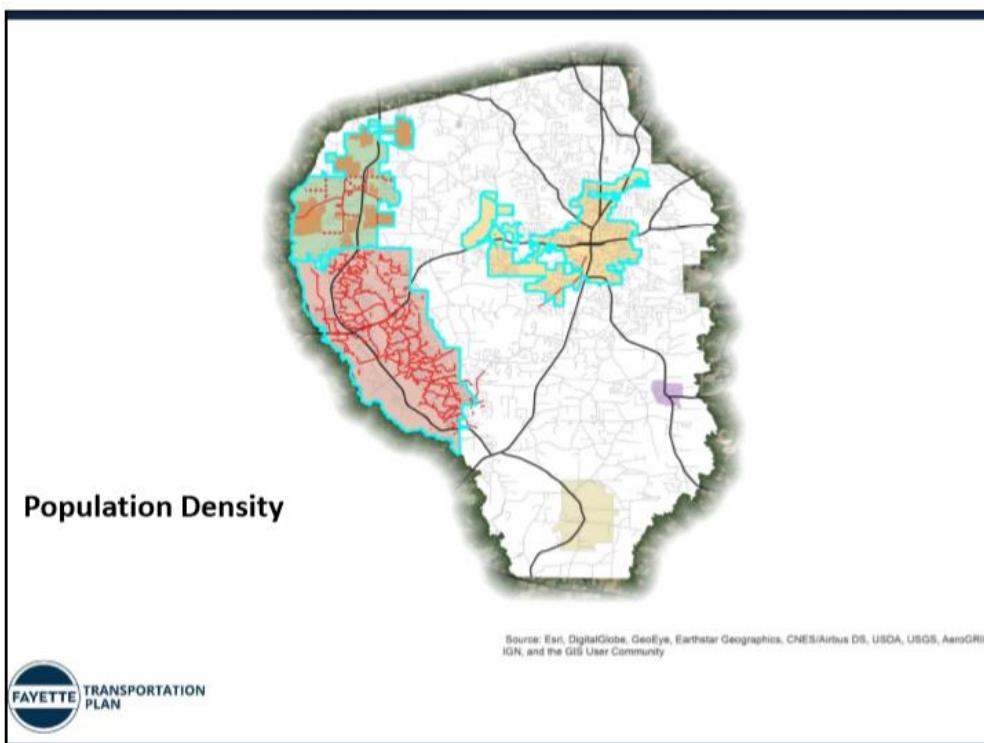 Population Density
Source: Esri, DigitalGlobe, GeoEye, Earthstar Geographics, CNES/Airbus DS, USDA, USGS, AeroGRI
IGN, and the GIS User Community
FAYETTE
TRANSPORTATION
PLAN